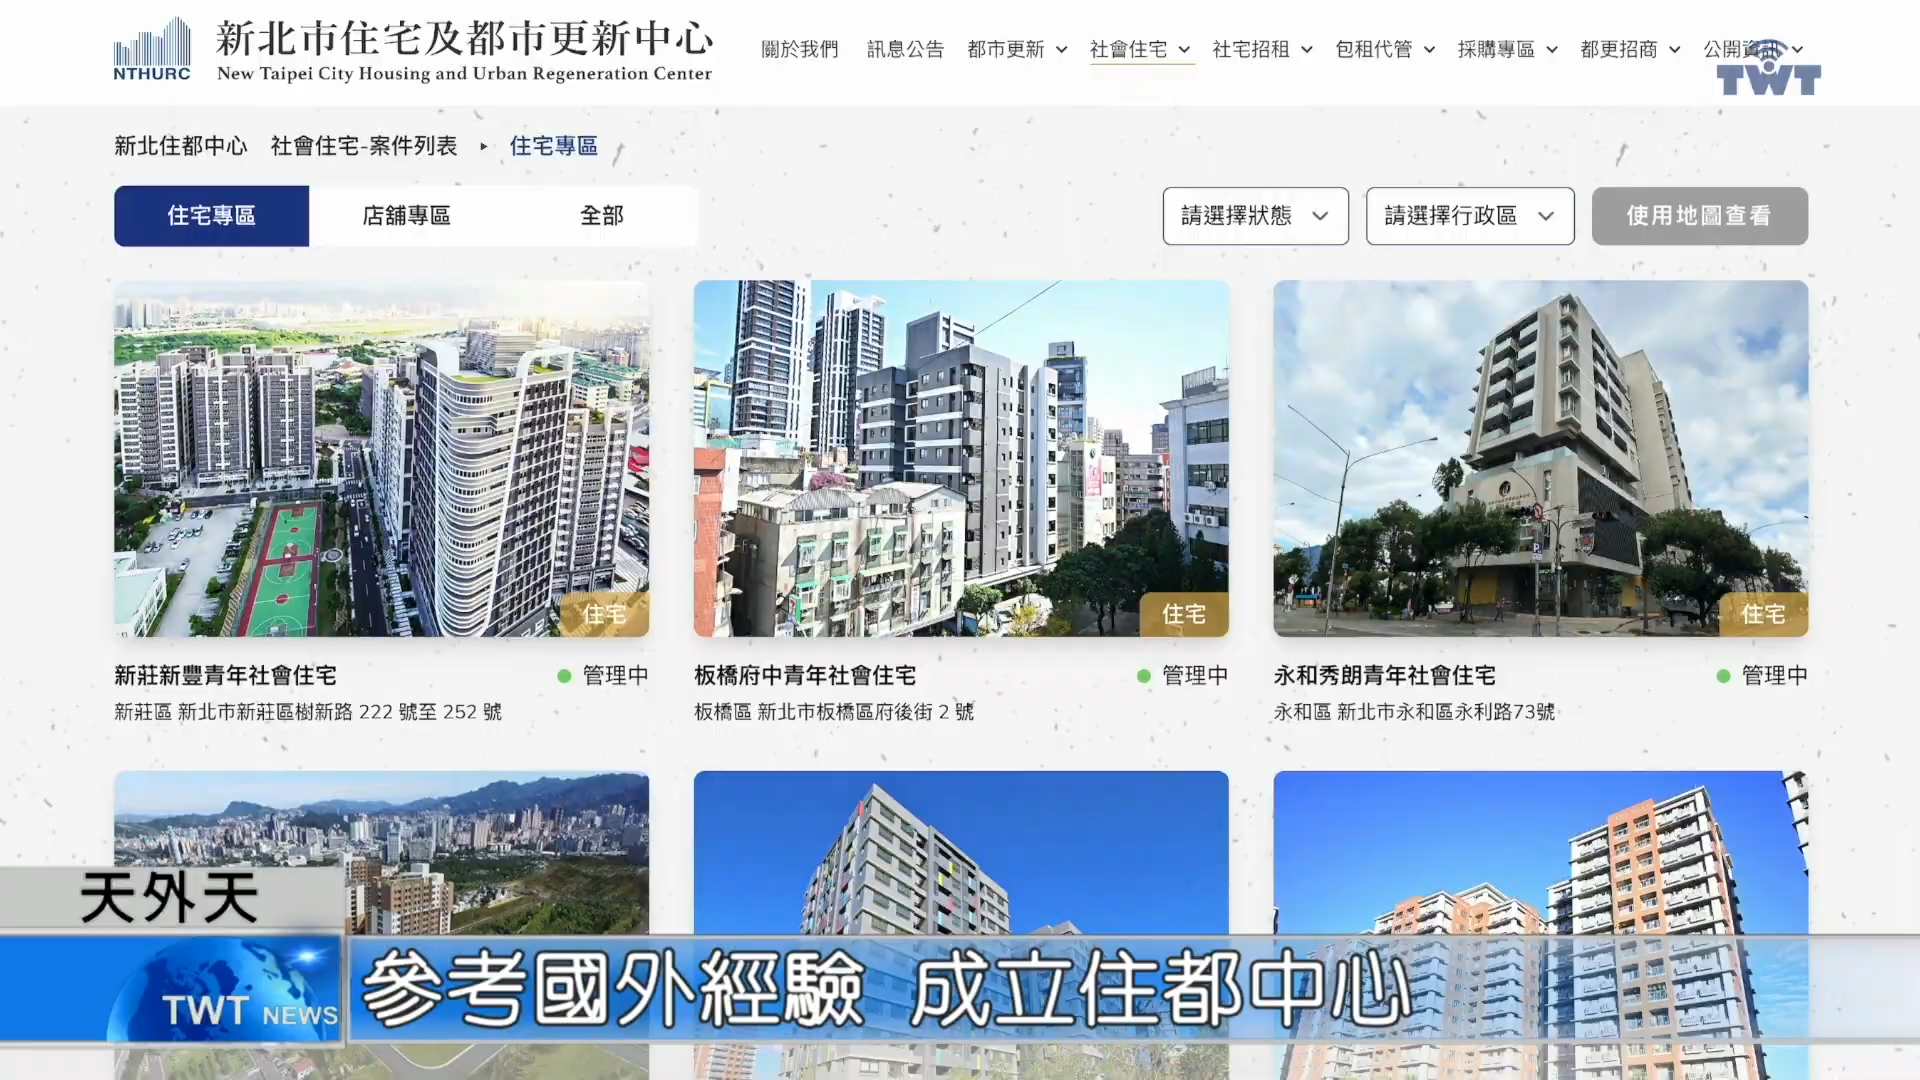 NTHURC
新北市住宅及都市更新中心
New Taipei City Housing and Urban Regeneration Center
關於我們 訊息公告 都市更新 社會住宅 社宅招租 包租代管 採購專區 都更招商 公開資訊
TWT
新北住都中心 社會住宅-案件列表 住宅專區
住宅專區 店舖專區 全部
請選擇狀態 請選擇行政區 使用地圖查看
住宅 住宅 住宅
新莊新豐青年社會住宅 管理中
新莊區 新北市新莊區樹新路 222 號至 252 號
板橋府中青年社會住宅 管理中
板橋區 新北市板橋區府後街 2 號
永和秀朗青年社會住宅 管理中
永和區 新北市永和區永利路73號
天外天
TWT NEWS
參考國外經驗 成立住都中心